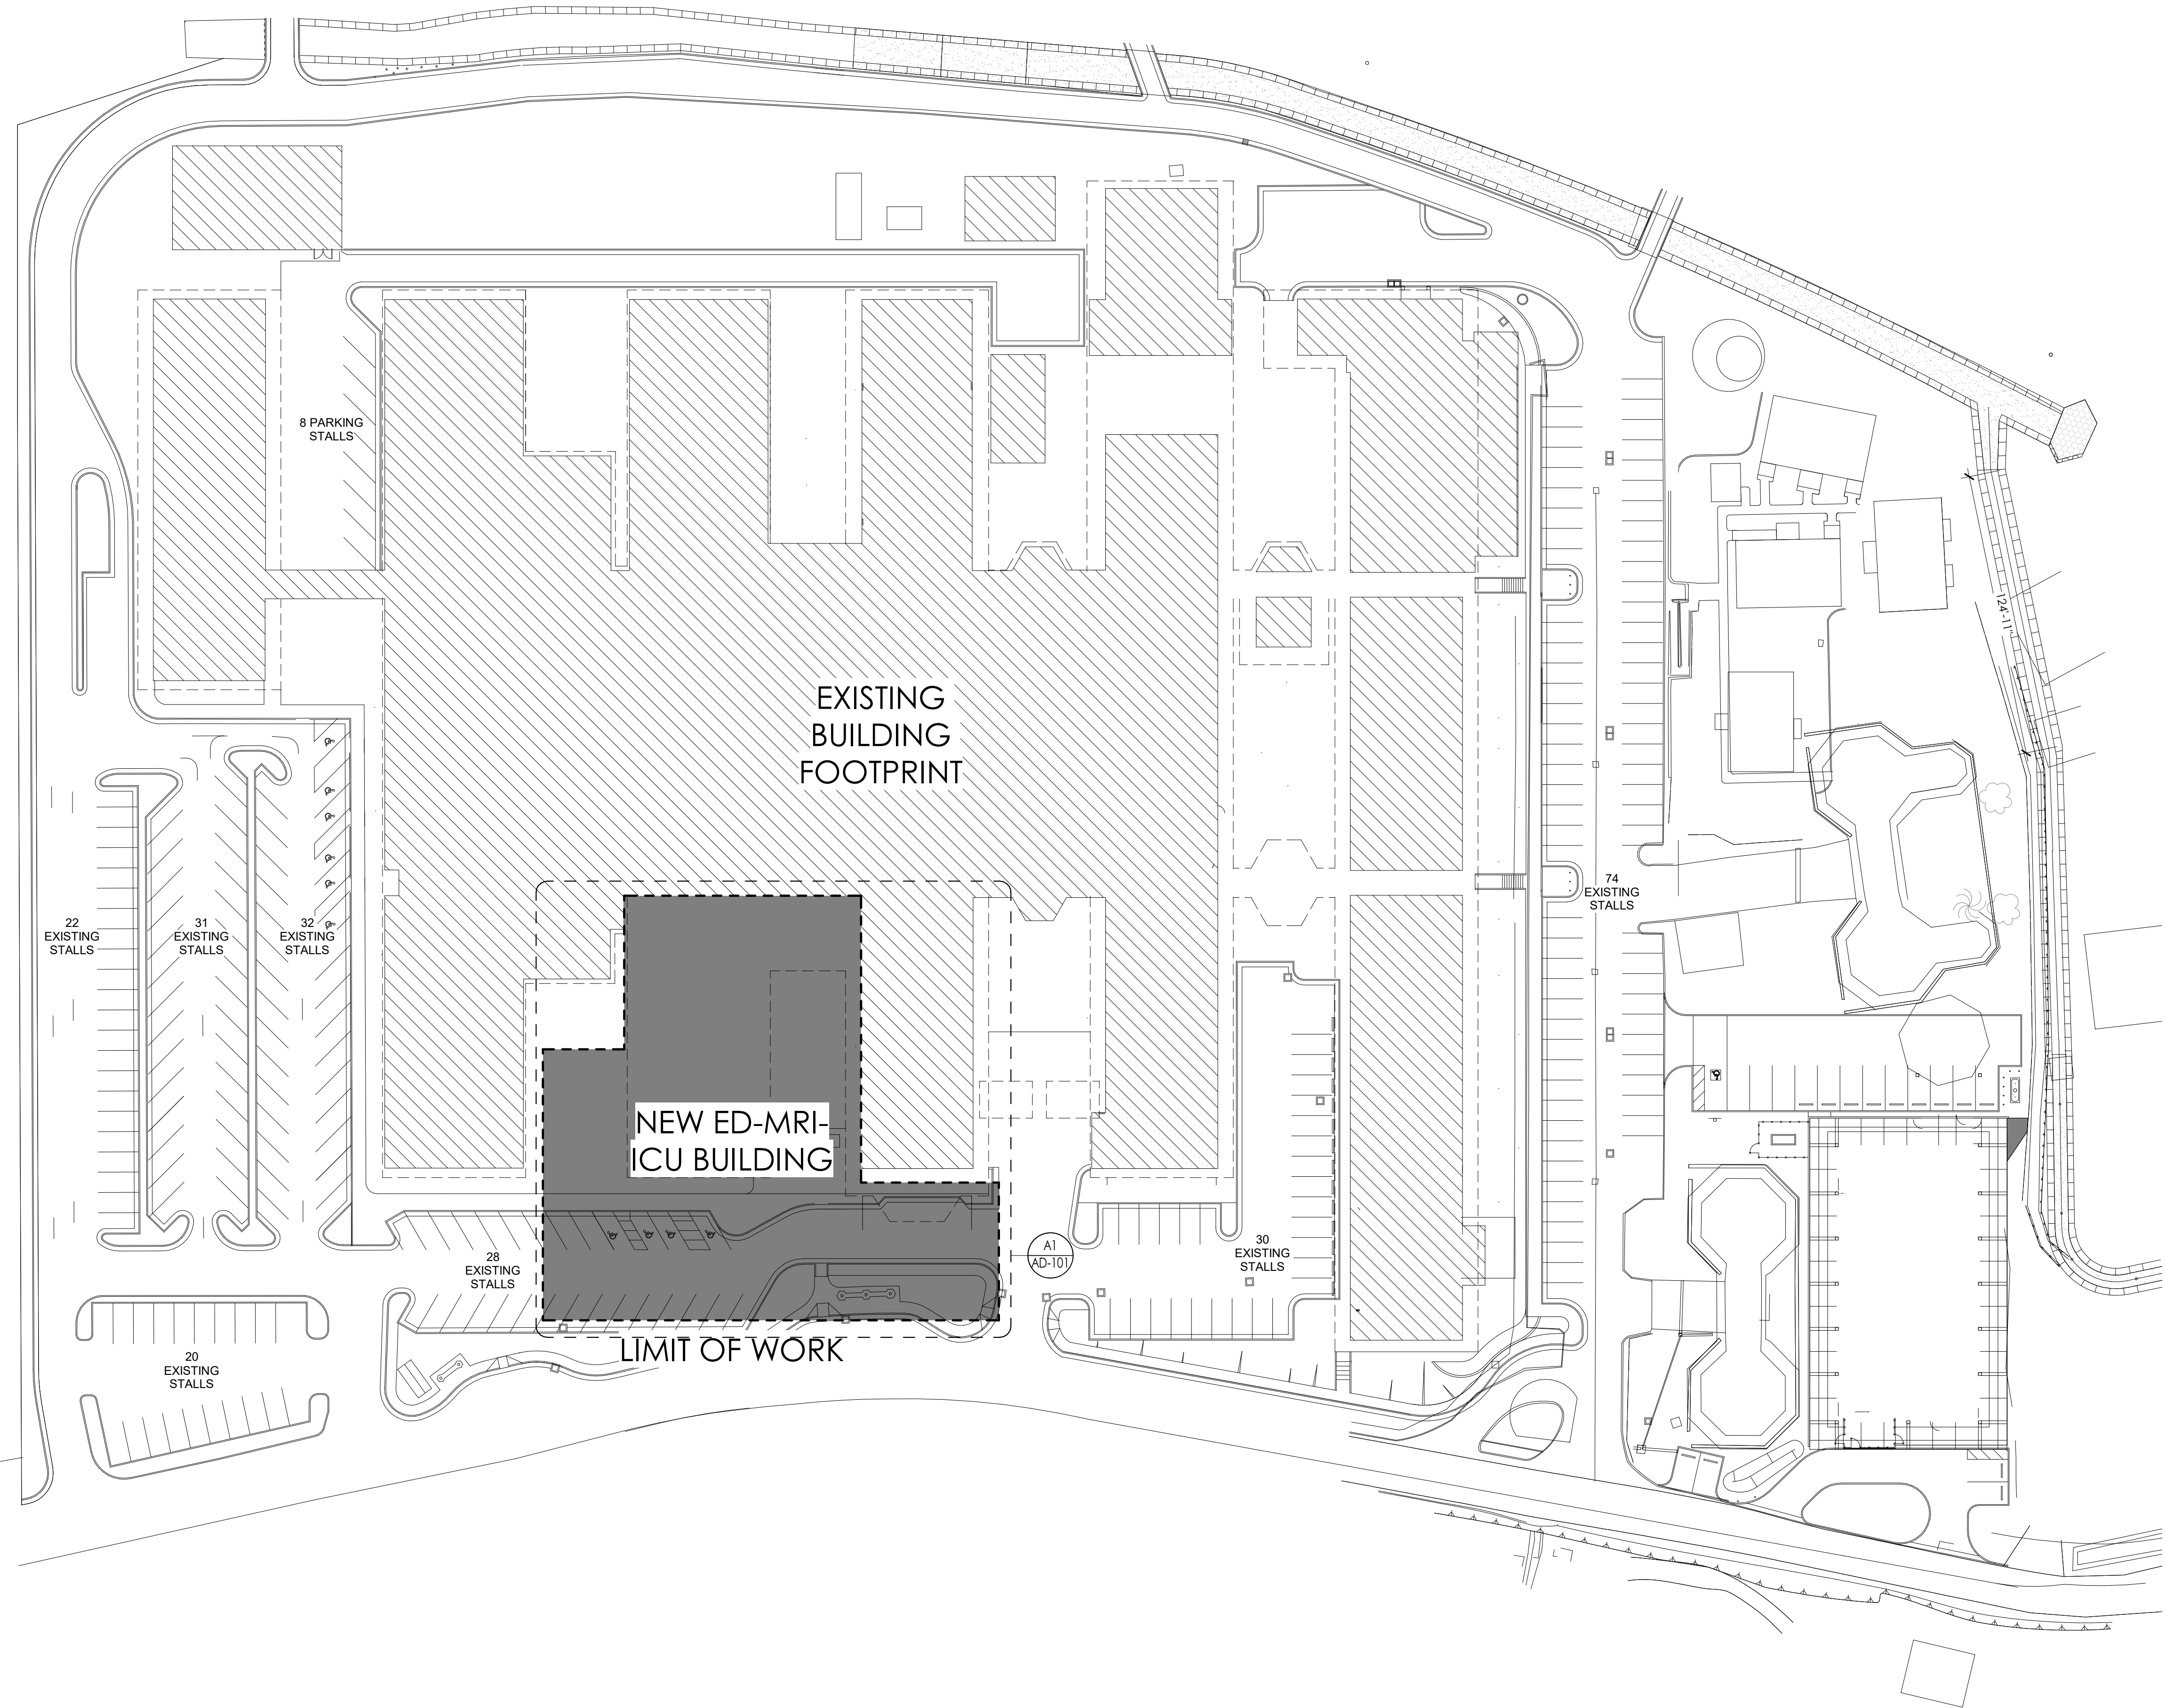 8 PARKING
STALLS
124'-11"
EXISTING
BUILDING
FOOTPRINT
22
EXISTING
STALLS
31
EXISTING
STALLS
32
EXISTING
STALLS
74
EXISTING
STALLS
NEW ED-MRI-
ICU BUILDING
28
EXISTING
STALLS
A1
AD-101
30
EXISTING
STALLS
LIMIT OF WORK
20
EXISTING
STALLS